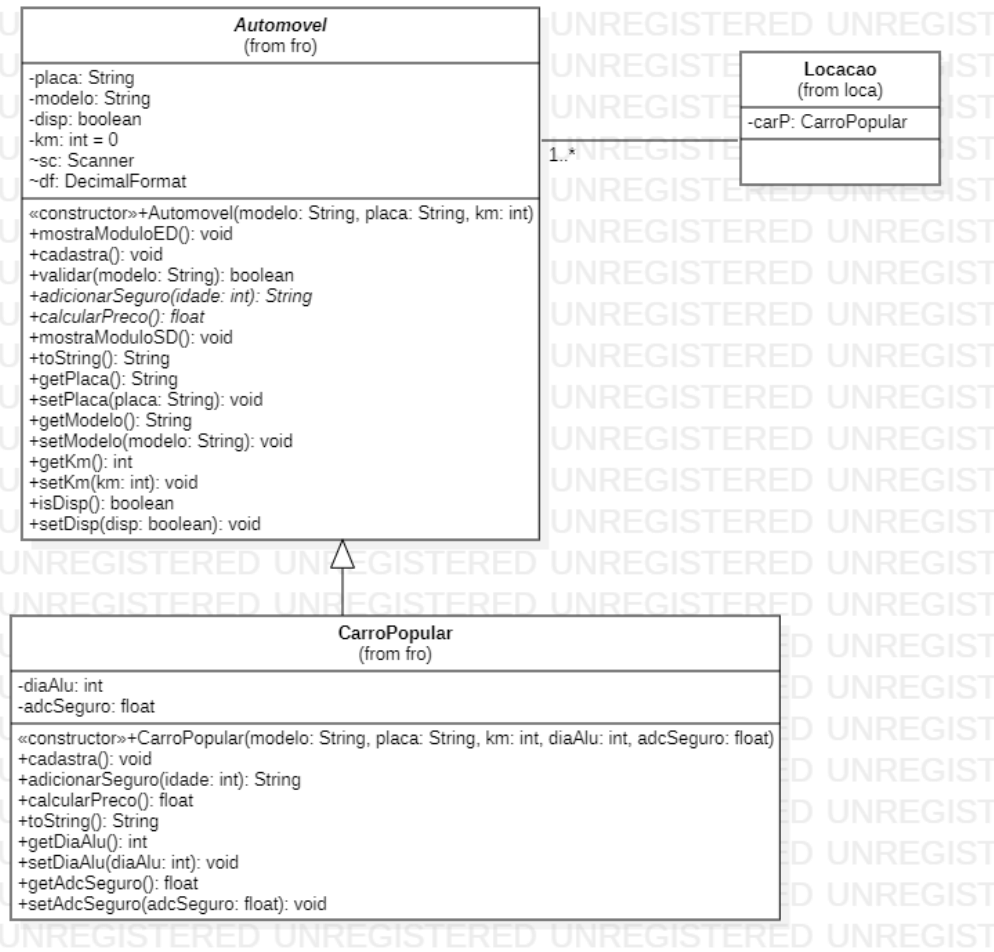 Automovel
(from fro)
-placa: String
-modelo: String
-disp: boolean
-km: int = 0
~sc: Scanner
~df: DecimalFormat
«constructor»+Automovel(modelo: String, placa: String, km: int)
+mostraModuloED(): void
+cadastra(): void
+validar(modelo: String): boolean
+adicionarSeguro(idade: int): String
+calcularPreco(): float
+mostraModuloSD(): void
+toString(): String
+getPlaca(): String
+setPlaca(placa: String): void
+getModelo(): String
+setModelo(modelo: String): void
+getKm(): int
+setKm(km: int): void
+isDisp(): boolean
+setDisp(disp: boolean): void
1..*
Locacao
(from loca)
-carP: CarroPopular
CarroPopular
(from fro)
-diaAlu: int
-adcSeguro: float
«constructor»+CarroPopular(modelo: String, placa: String, km: int, diaAlu: int, adcSeguro: float)
+cadastra(): void
+adicionarSeguro(idade: int): String
+calcularPreco(): float
+toString(): String
+getDiaAlu(): int
+setDiaAlu(diaAlu: int): void
+getAdcSeguro(): float
+setAdcSeguro(adcSeguro: float): void
UNREGISTERED